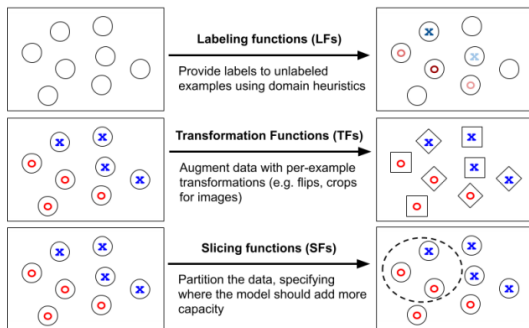 Labeling functions (LFs)
Provide labels to unlabeled
examples using domain heuristics
Transformation Functions (TFs)
Augment data with per-example
transformations (e.g. flips, crops
for images)
Slicing functions (SFs)
Partition the data, specifying
where the model should add more
capacity